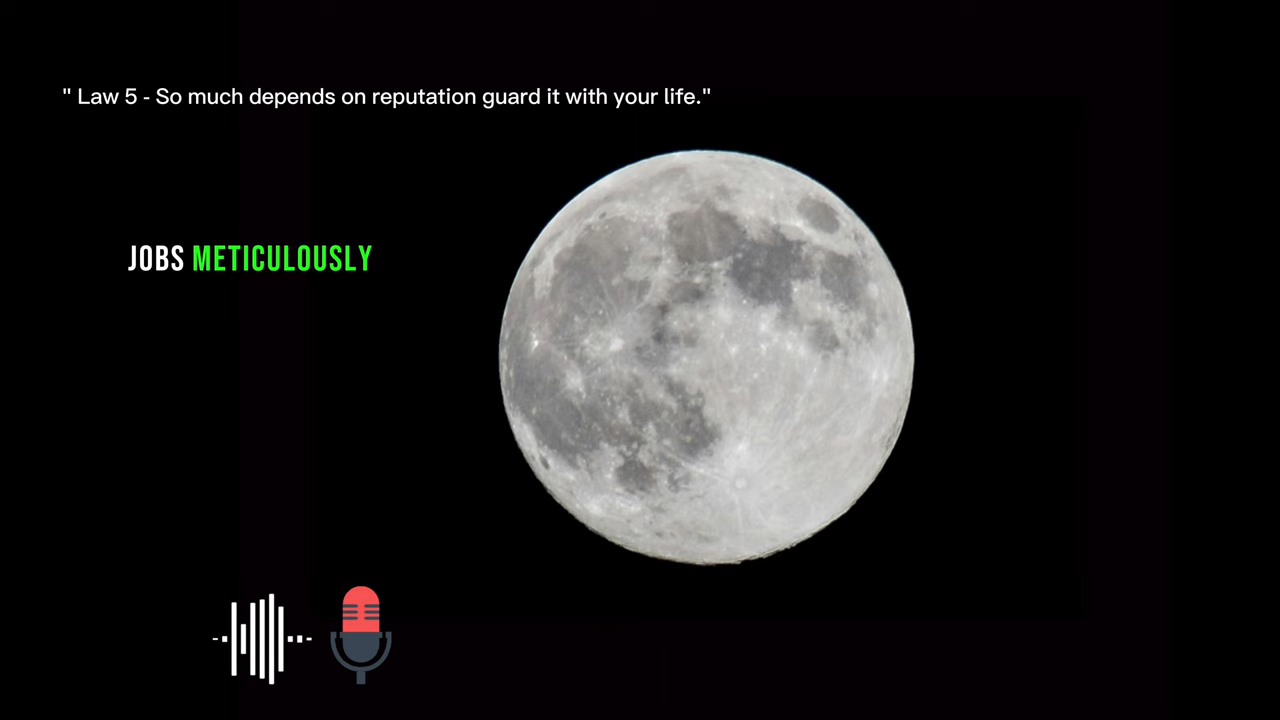 " Law 5 - So much depends on reputation guard it with your life."
JOBS METICULOUSLY